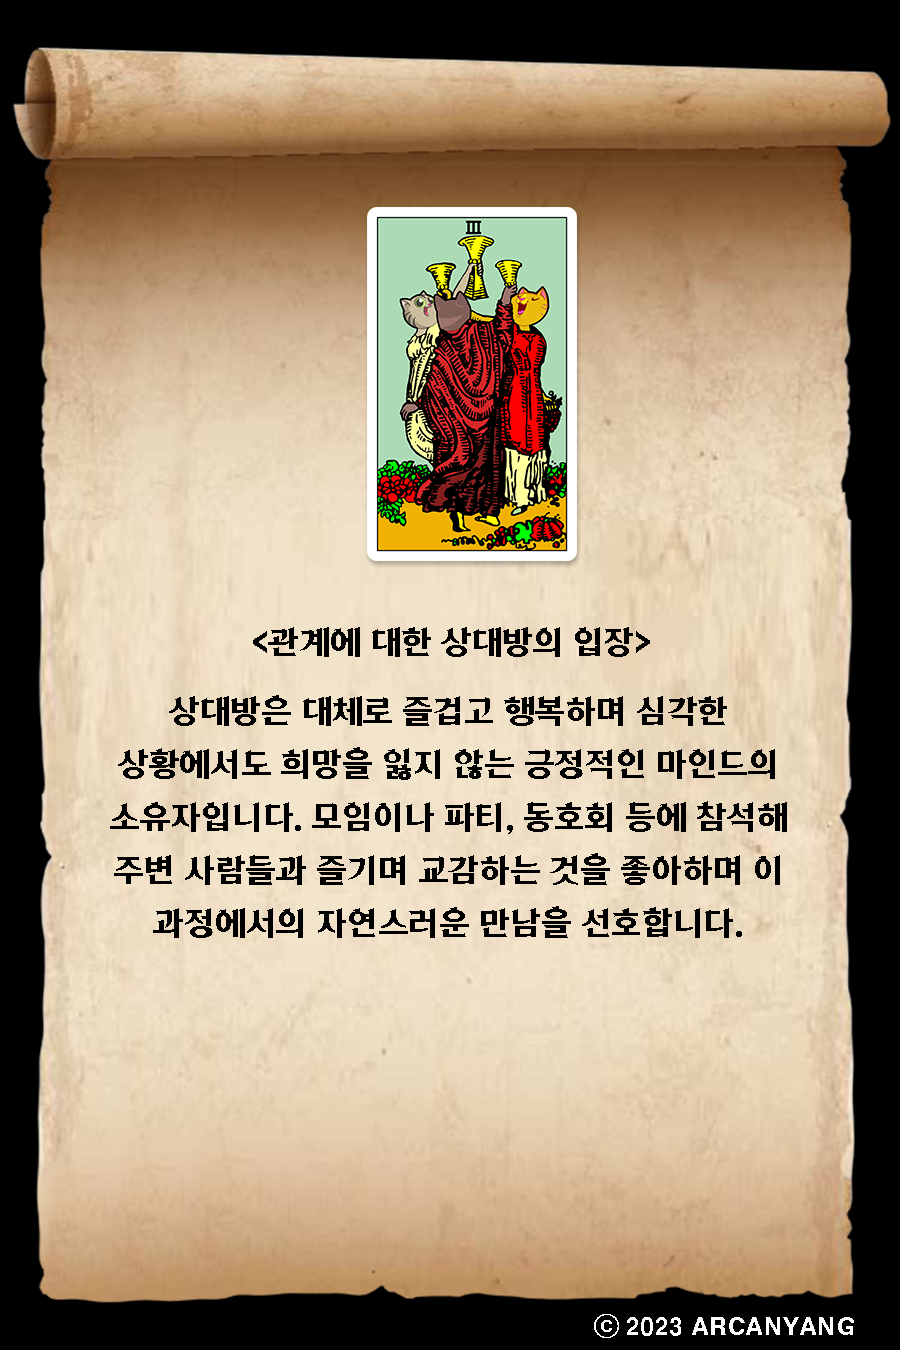 III
<관계에 대한 상대방의 입장>
상대방은 대체로 즐겁고 행복하며 심각한
상황에서도 희망을 잃지 않는 긍정적인 마인드의
소유자입니다. 모임이나 파티, 동호회 등에 참석해
주변 사람들과 즐기며 교감하는 것을 좋아하며 이
과정에서의 자연스러운 만남을 선호합니다.
ⓒ 2023 ARCANYANG